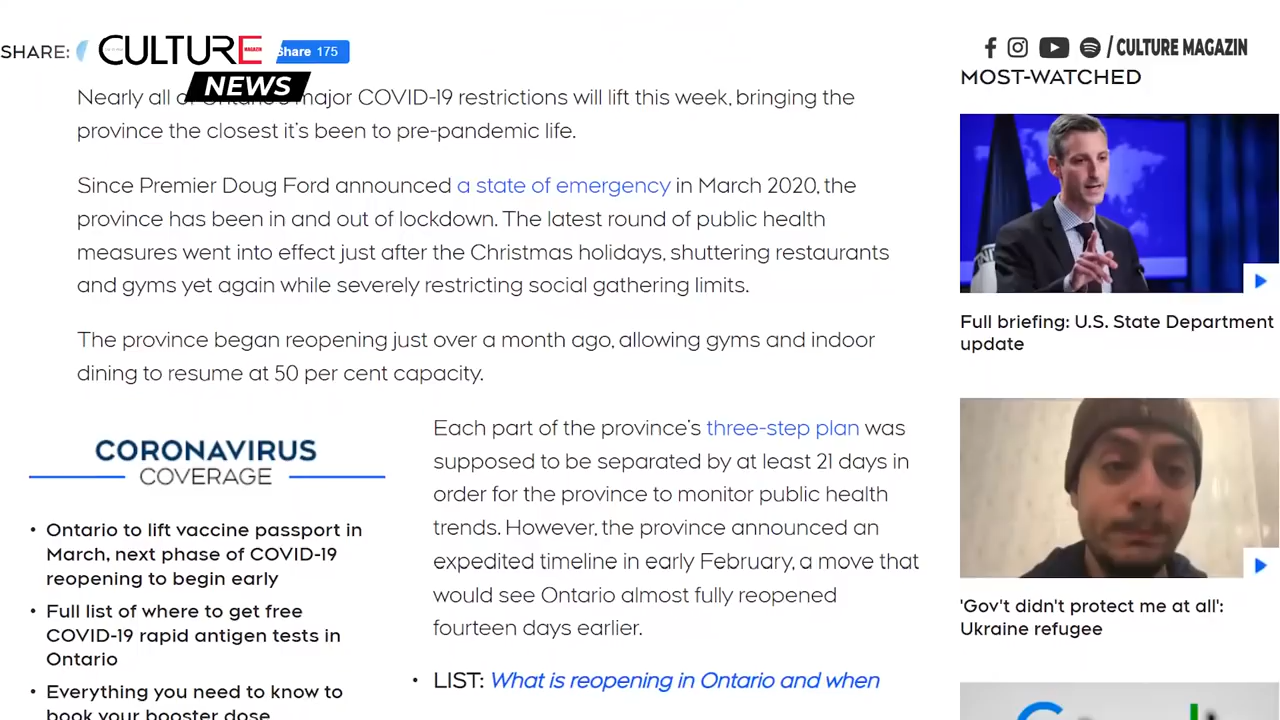 SHARE:
CULTURE
MAGAZIN
NEWS
Share 175
/ CULTURE MAGAZIN
Nearly all major COVID-19 restrictions will lift this week, bringing the
province the closest it's been to pre-pandemic life.
Since Premier Doug Ford announced a state of emergency in March 2020, the
province has been in and out of lockdown. The latest round of public health
measures went into effect just after the Christmas holidays, shuttering restaurants
and gyms yet again while severely restricting social gathering limits.
The province began reopening just over a month ago, allowing gyms and indoor
dining to resume at 50 per cent capacity.
CORONAVIRUS
COVERAGE
• Ontario to lift vaccine passport in
March, next phase of COVID-19
reopening to begin early
• Full list of where to get free
COVID-19 rapid antigen tests in
Ontario
• Everything you need to know to
book your booster dose
Each part of the province's three-step plan was
supposed to be separated by at least 21 days in
order for the province to monitor public health
trends. However, the province announced an
expedited timeline in early February, a move that
would see Ontario almost fully reopened
fourteen days earlier.
• LIST: What is reopening in Ontario and when
MOST-WATCHED
Full briefing: U.S. State Department
update
'Gov't didn't protect me at all':
Ukraine refugee